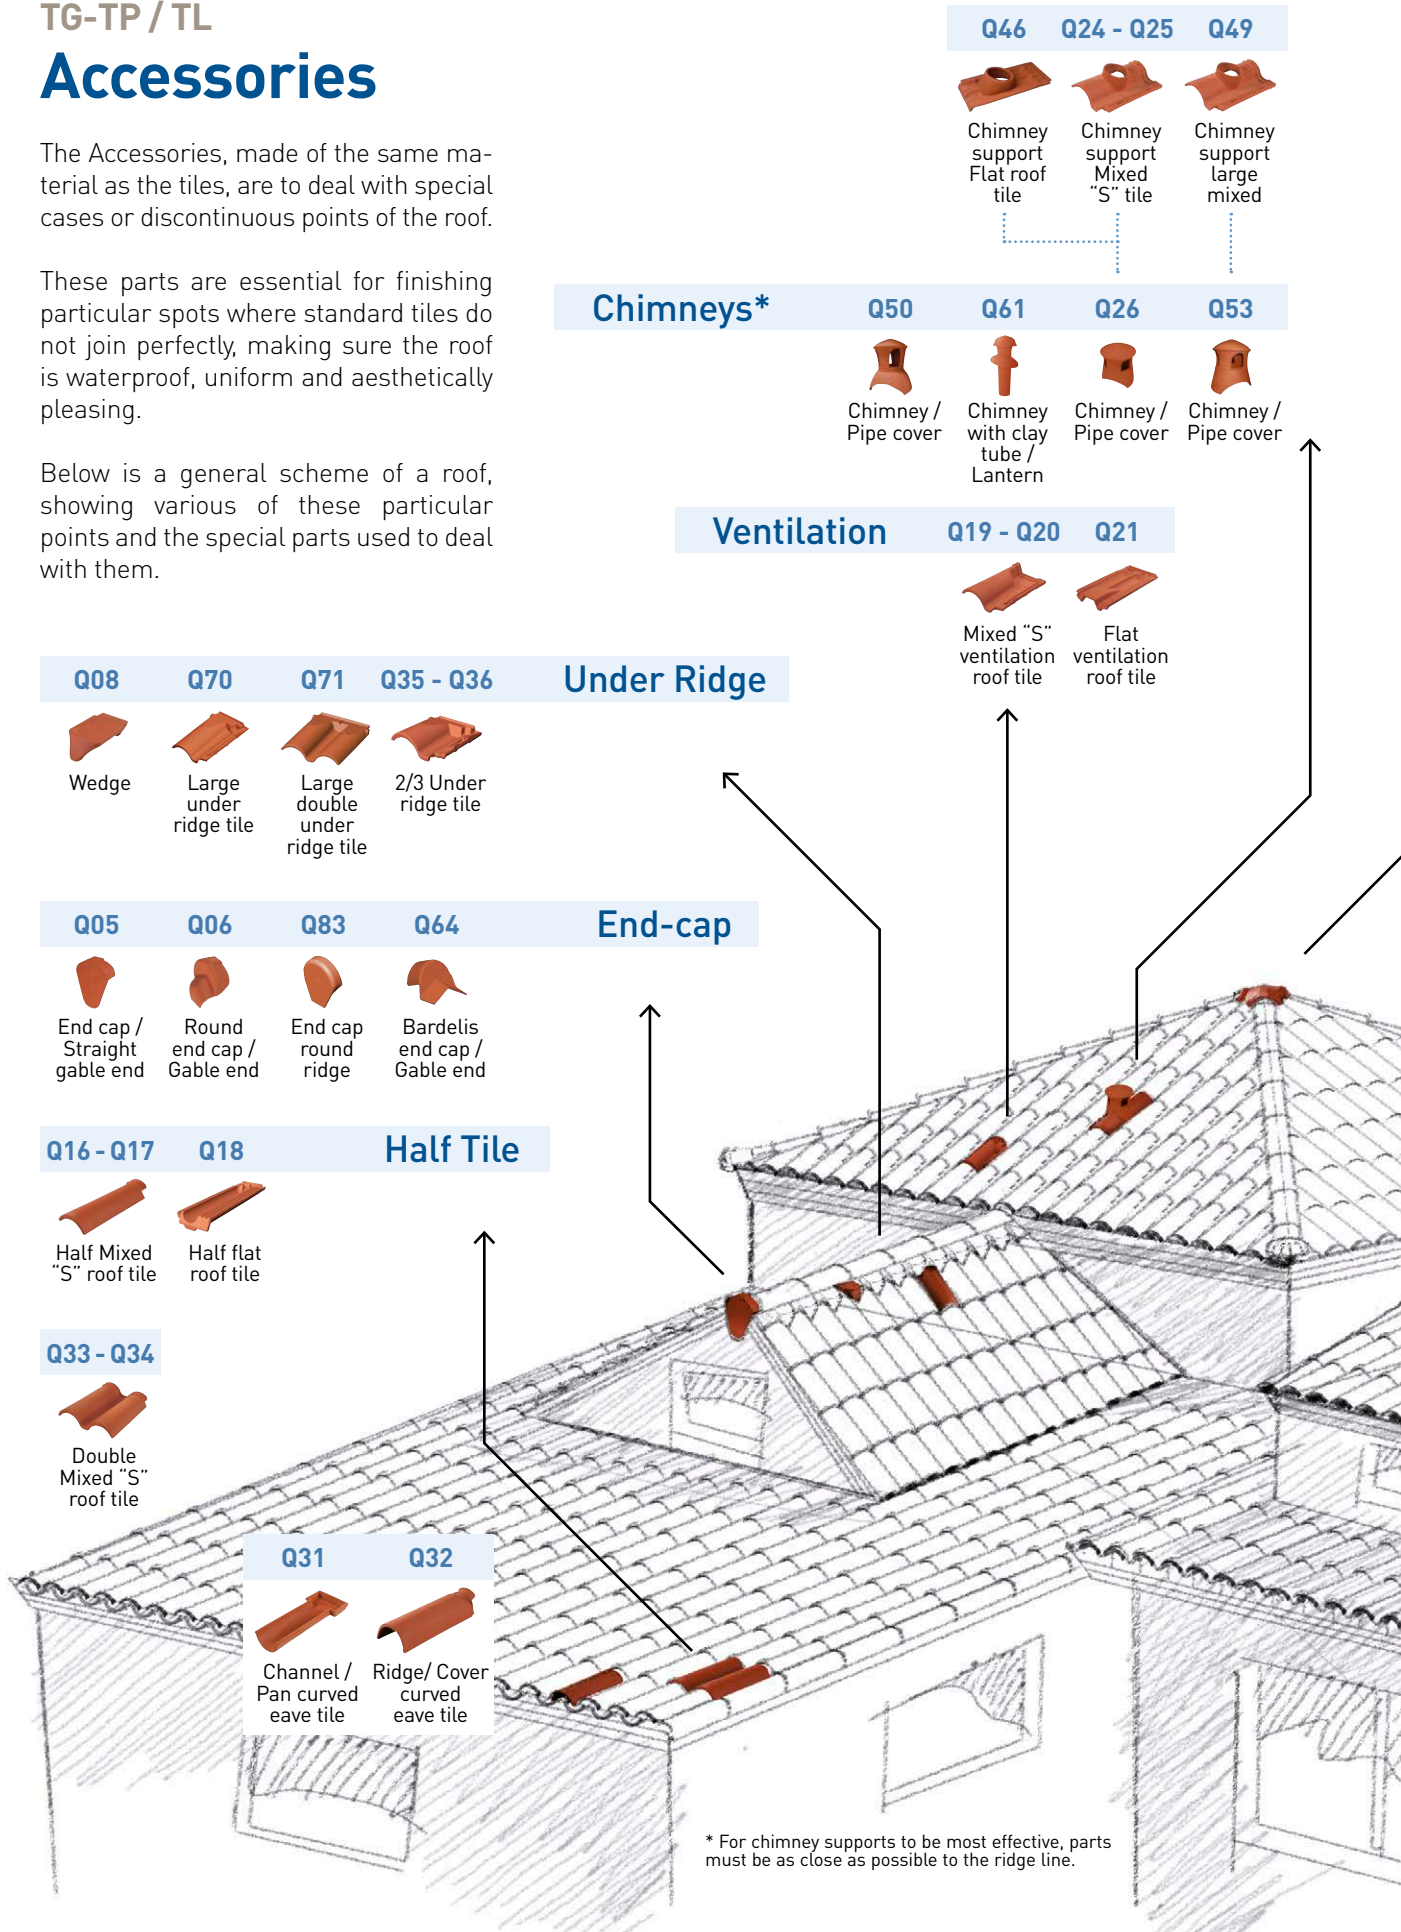 TG-TP / TL
Accessories
The Accessories, made of the same ma-
terial as the tiles, are to deal with special
cases or discontinuous points of the roof.
These parts are essential for finishing
particular spots where standard tiles do
not join perfectly, making sure the roof
is waterproof, uniform and aesthetically
pleasing.
Below is a general scheme of a roof,
showing various of these particular
points and the special parts used to deal
with them.
Q46 Q24 - Q25 Q49
Chimney
support
Flat roof
tile
Chimney
support
Mixed
“S” tile
Chimney
support
large
mixed
Chimneys* Q50 Q61 Q26 Q53
Chimney /
Pipe cover
Chimney
with clay
tube /
Lantern
Chimney /
Pipe cover
Chimney /
Pipe cover
Ventilation Q19 - Q20 Q21
Mixed “S”
ventilation
roof tile
Flat
ventilation
roof tile
Q08 Q70 Q71 Q35 - Q36 Under Ridge
Wedge
Large
under
ridge tile
Large
double
under
ridge tile
2/3 Under
ridge tile
Q05 Q06 Q83 Q64 End-cap
End cap /
Straight
gable end
Round
end cap /
Gable end
End cap
round
ridge
Bardelis
end cap /
Gable end
Q16 - Q17 Q18 Half Tile
Half Mixed
“S” roof tile
Half flat
roof tile
Q33 - Q34
Double
Mixed “S”
roof tile
Q31 Q32
Channel /
Pan curved
eave tile
Ridge/ Cover
curved
eave tile
* For chimney supports to be most effective, parts
must be as close as possible to the ridge line.